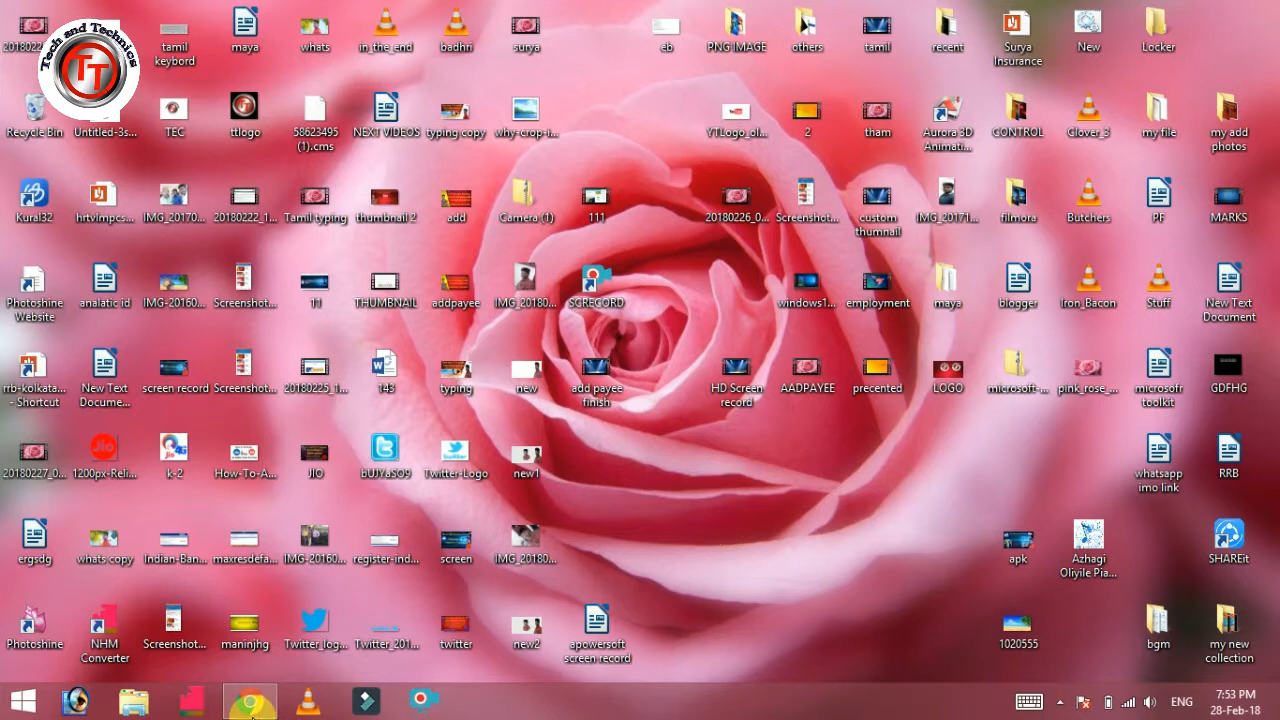 Tech and Technics
TT
201802227
tamil
keybord
maya
whats
in_the_end
badhri
surya
eb
PNG IMAGE
others
tamil
recent
Surya
Insurance
New
Locker
Recycle Bin
Untitled-3s...
TEC
ttlogo
58623495
(1).cms
NEXT VIDEOS
typing copy
why-crop-i...
YTLogo_ol...
2
tham
Aurora 3D
Animati...
CONTROL
Clover_3
my file
my add
photos
Kural32
hrtvlmpcs...
IMG_20170...
20180222_1...
Tamil typing
thumbnail 2
add
Camera (1)
111
20180226_0...
Screenshot...
custom
thumnail
IMG_20171...
filmora
Butchers
PF
MARKS
Photoshine
Website
analatic id
IMG-20160...
Screenshot...
11
THUMBNAIL
addpayee
IMG_20180...
SCRECORD
windows1...
employment
maya
blogger
Iron_Bacon
Stuff
New Text
Document
rrb-kolkata...
- Shortcut
New Text
Docume...
screen record
Screenshot...
20180225_1...
143
typing
new
add payee
finish
HD Screen
record
AADPAYEE
precented
LOGO
microsoft-...
pink_rose_...
microsofr
toolkit
GDFHG
20180227_0...
1200px-Reli...
k-2
How-To-A...
JIO
bUJYaSO9
Twitter-Logo
new1
whatsapp
imo link
RRB
ergsdg
whats copy
Indian-Ban...
maxresdefa...
IMG-20160...
register-ind...
screen
IMG_20180...
apk
Azhagi
Oliyile Pia...
SHAREit
Photoshine
NHM
Converter
Screenshot...
maninjhg
Twitter_log...
Twitter_201...
twitter
new2
apowersoft
screen record
1020555
bgm
my new
collection
ENG
7:53 PM
28-Feb-18